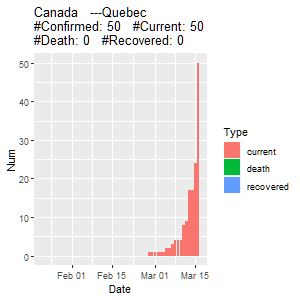 Canada ---Quebec
#Confirmed: 50 #Current: 50
#Death: 0 #Recovered: 0
50
40
30
20
10
0
Num
Feb 01 Feb 15 Mar 01 Mar 15
Date
Type
current
death
recovered